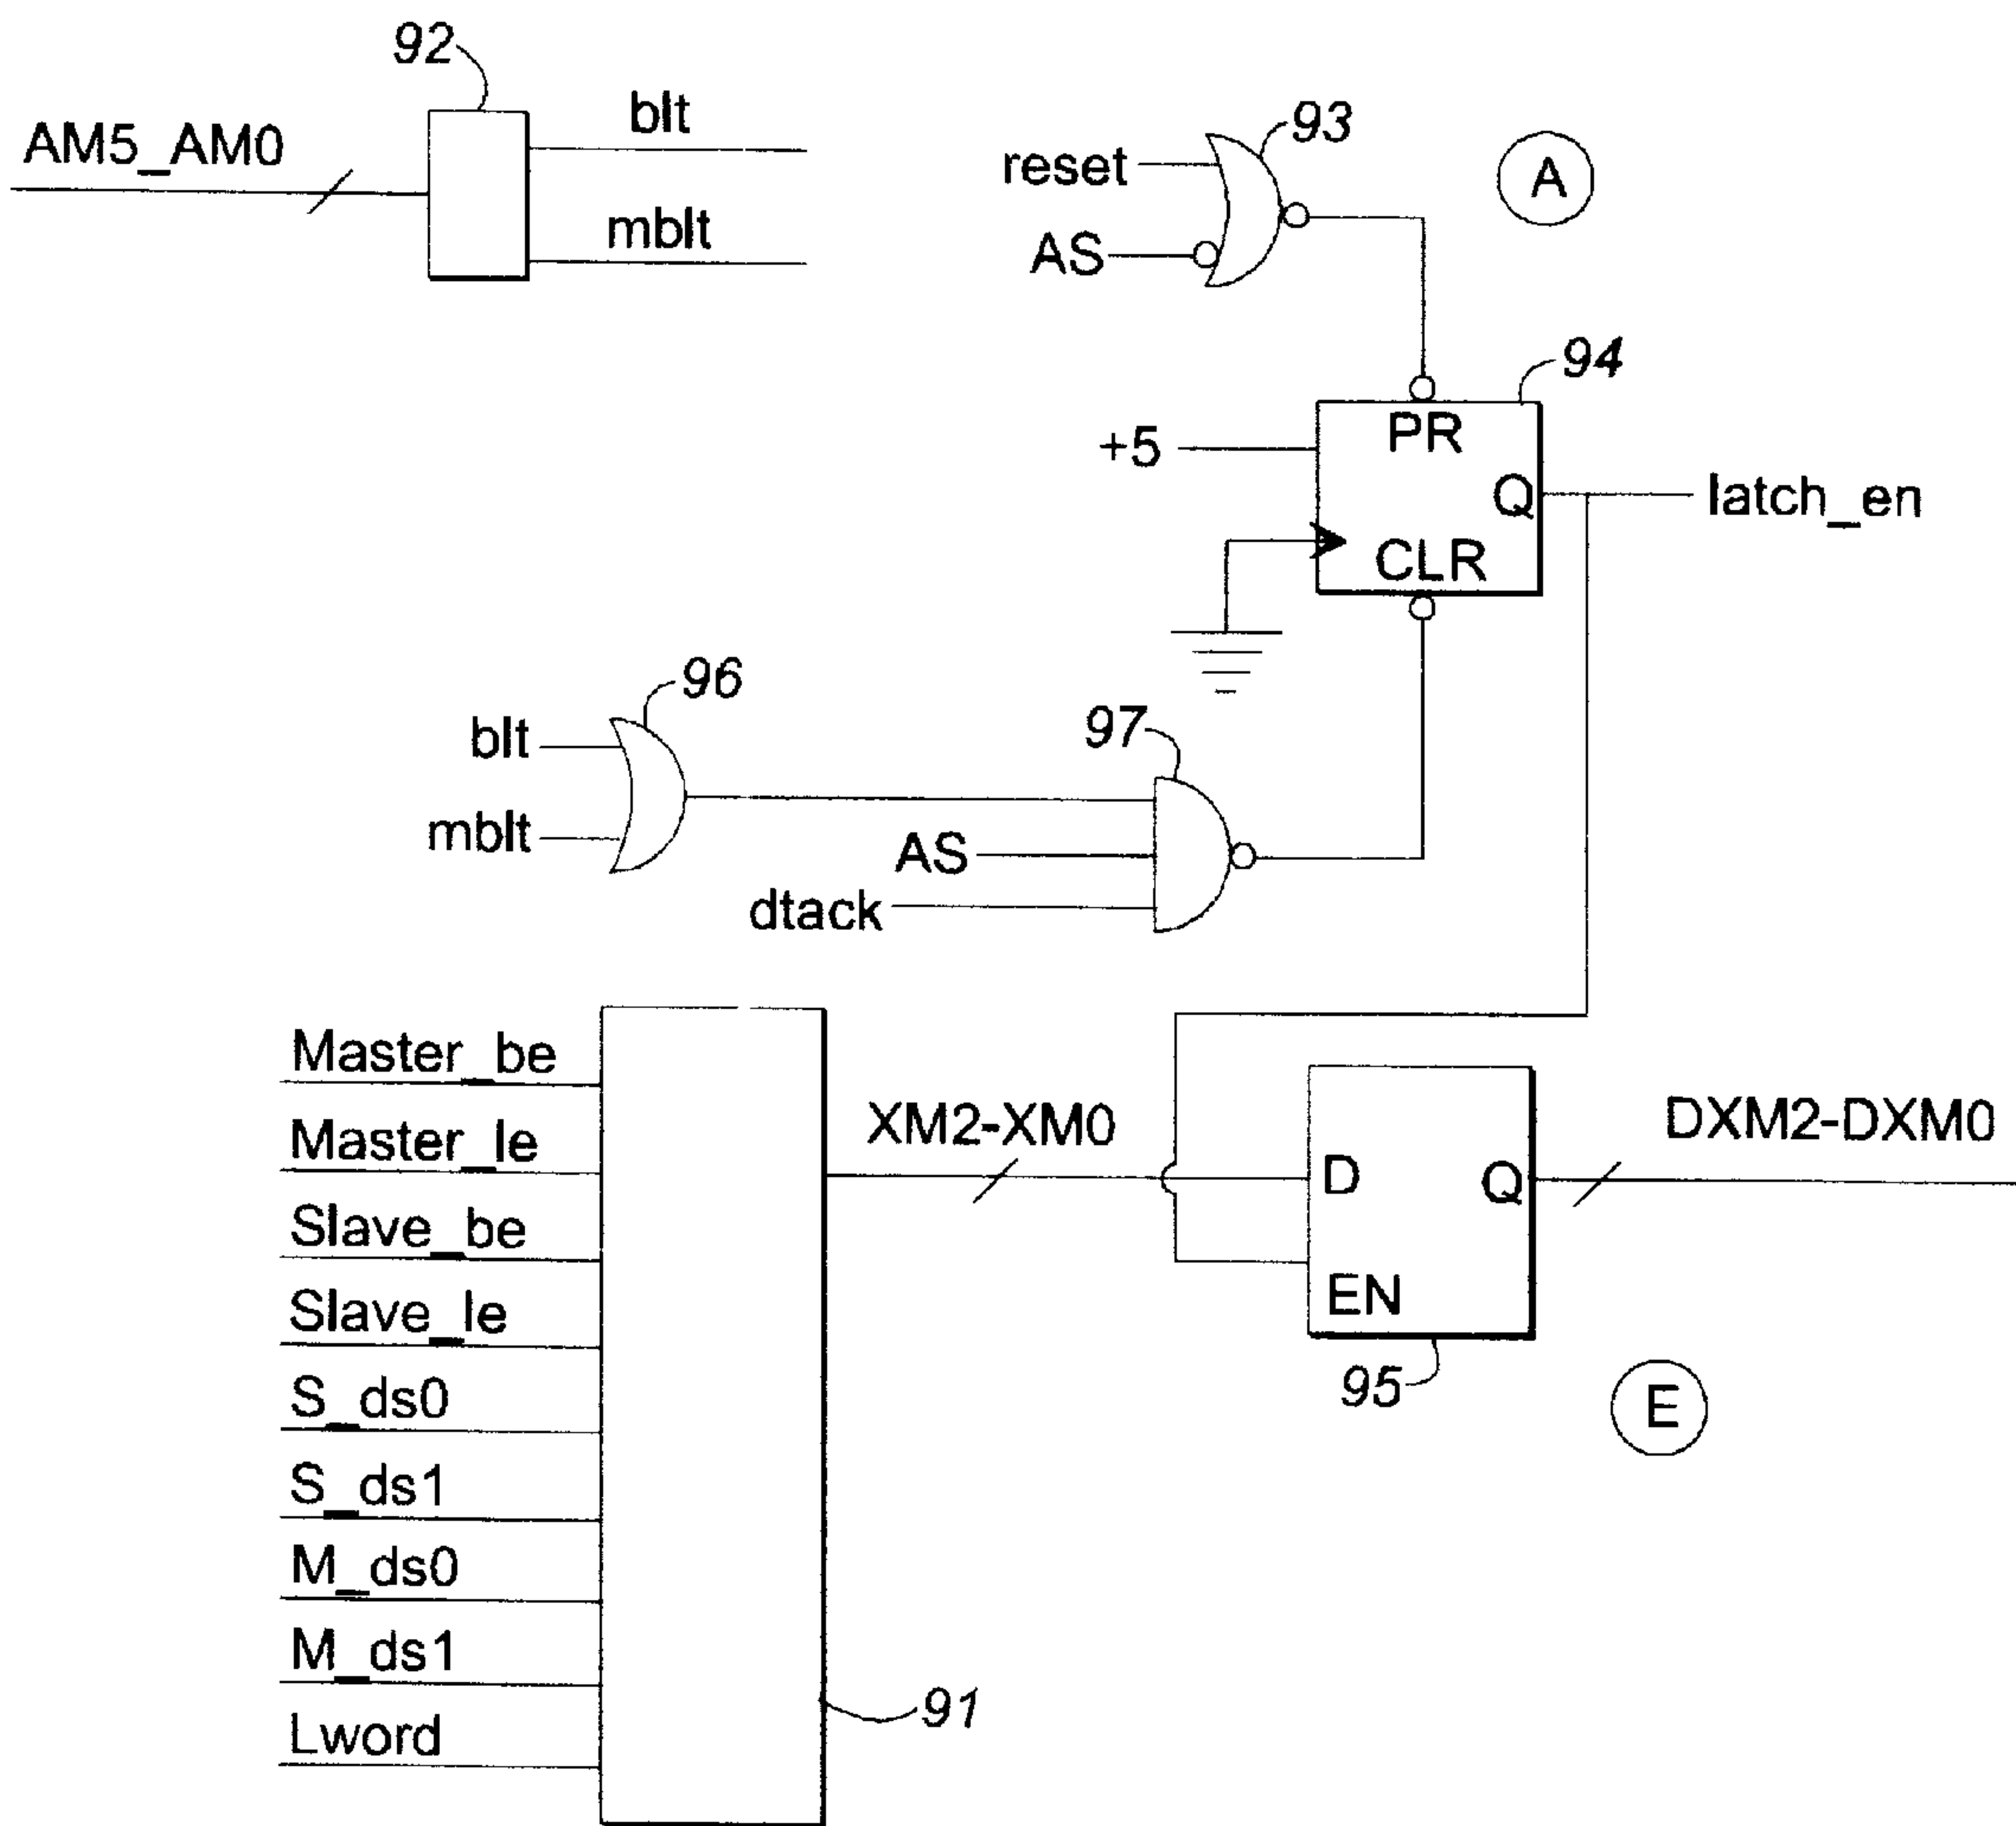 92
AM5_AM0
blt
mblt
93
reset
AS
A
94
+5
PR
Q
CLR
latch_en
96
blt
mblt
97
AS
dtack
Master_be
Master_le
Slave_be
Slave_le
S_ds0
S_ds1
M_ds0
M_ds1
Lword
91
XM2-XM0
D
Q
EN
DXM2-DXM0
95
E